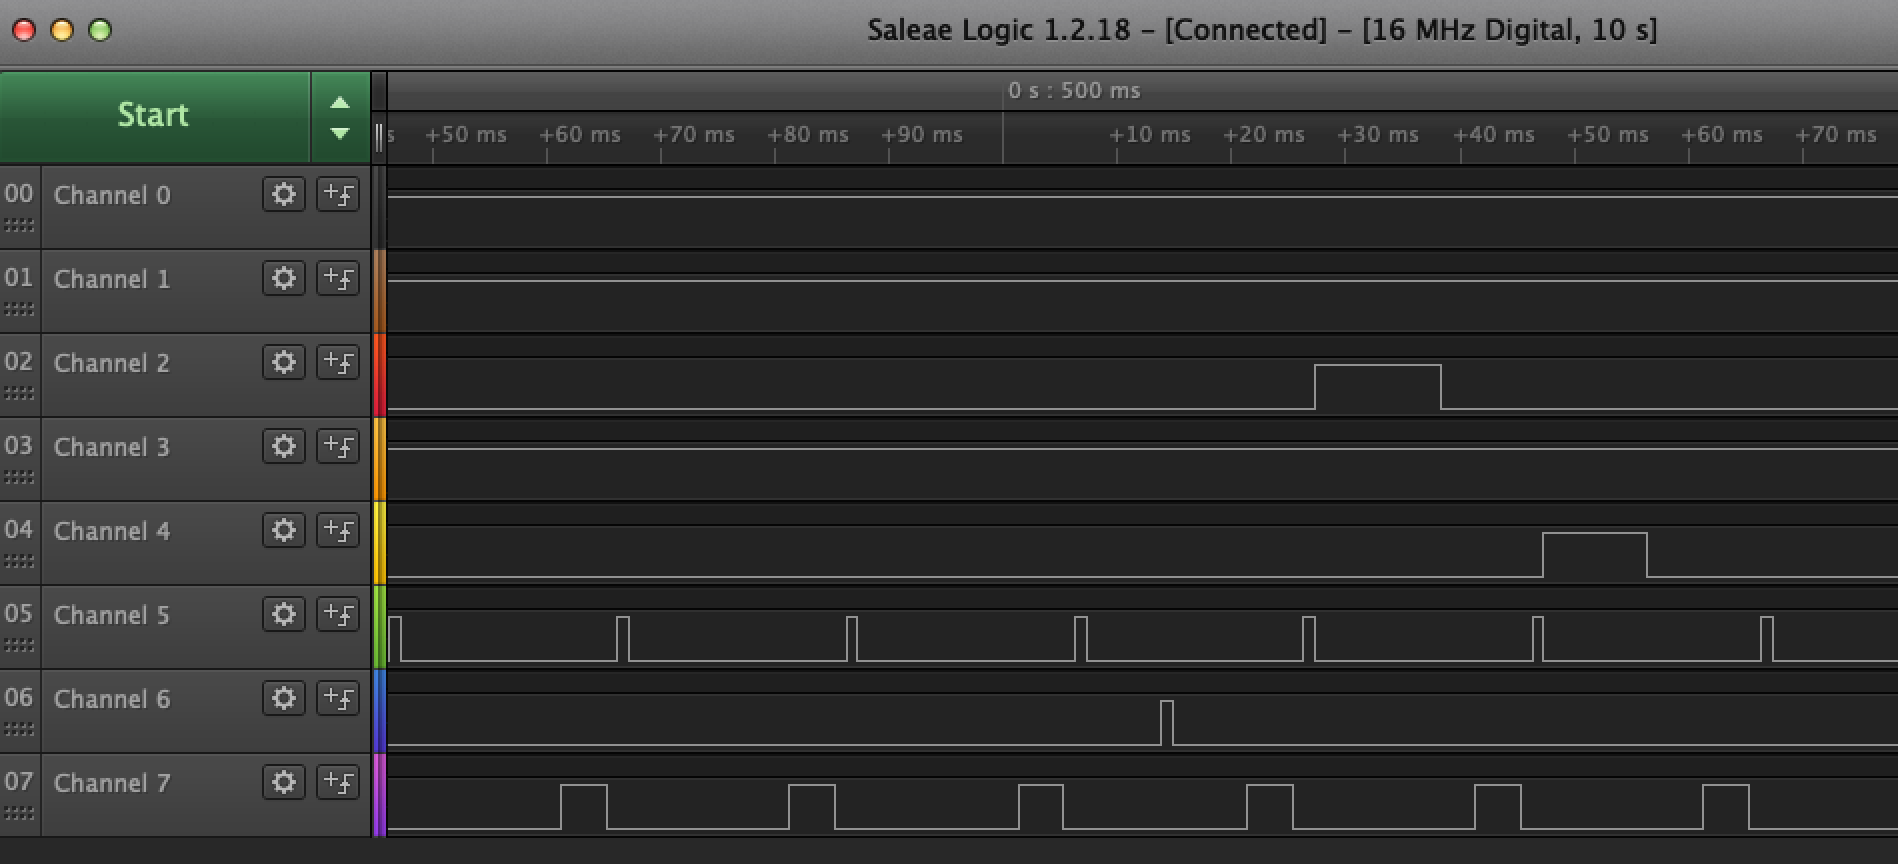 Saleae Logic 1.2.18 – [Connected] – [16 MHz Digital, 10 s]
Start
0 s : 500 ms
s +50 ms +60 ms +70 ms +80 ms +90 ms +10 ms +20 ms +30 ms +40 ms +50 ms +60 ms +70 ms
00 Channel 0
01 Channel 1
02 Channel 2
03 Channel 3
04 Channel 4
05 Channel 5
06 Channel 6
07 Channel 7